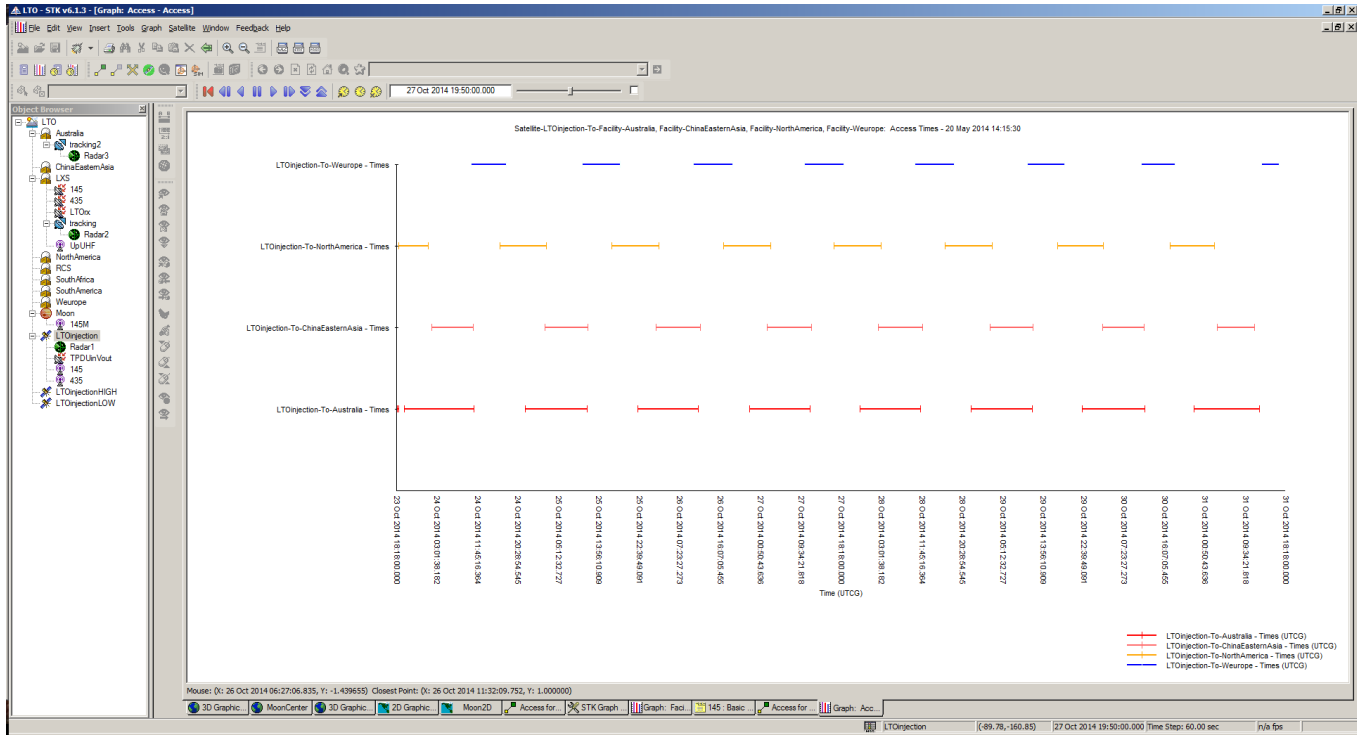 LTO - STK v6.1.3 - [Graph: Access - Access]
File Edit View Insert Tools Graph Satellite Window Feedback Help
27 Oct 2014 19:50:00.000
Object Browser
LTO
Australia
tracking2
Radar3
ChinaEasternAsia
LXS
145
435
LTOrx
tracking
Radar2
UpUHF
NorthAmerica
RCS
SouthAfrica
SouthAmerica
Weurope
Moon
145M
LTOinjection
Radar1
TPDUinVout
145
435
LTOinjectionHIGH
LTOinjectionLOW
Satellite-LTOinjection-To-Facility-Australia, Facility-ChinaEasternAsia, Facility-NorthAmerica, Facility-Weurope: Access Times - 20 May 2014 14:15:30
LTOinjection-To-Weurope - Times
LTOinjection-To-NorthAmerica - Times
LTOinjection-To-ChinaEasternAsia - Times
LTOinjection-To-Australia - Times
23 Oct 2014 18:18:00.000
24 Oct 2014 03:01:38.182
24 Oct 2014 11:45:16.364
24 Oct 2014 20:28:54.545
25 Oct 2014 05:12:32.727
25 Oct 2014 13:56:10.909
25 Oct 2014 22:39:49.091
26 Oct 2014 07:23:27.273
26 Oct 2014 16:07:05.455
27 Oct 2014 00:50:43.636
27 Oct 2014 09:34:21.818
27 Oct 2014 18:18:00.000
28 Oct 2014 03:01:38.182
28 Oct 2014 11:45:16.364
28 Oct 2014 20:28:54.545
29 Oct 2014 05:12:32.727
29 Oct 2014 13:56:10.909
29 Oct 2014 22:39:49.091
30 Oct 2014 07:23:27.273
30 Oct 2014 16:07:05.455
31 Oct 2014 00:50:43.636
31 Oct 2014 09:34:21.818
31 Oct 2014 18:18:00.000
Time (UTCG)
LTOinjection-To-Australia - Times (UTCG)
LTOinjection-To-ChinaEasternAsia - Times (UTCG)
LTOinjection-To-NorthAmerica - Times (UTCG)
LTOinjection-To-Weurope - Times (UTCG)
Mouse: (X: 26 Oct 2014 06:27:06.835, Y: -1.439655) Closest Point: (X: 26 Oct 2014 11:32:09.752, Y: 1.000000)
3D Graphic... MoonCenter 3D Graphic... 2D Graphic... Moon2D Access for... STK Graph ... Graph: Faci... 145 : Basic ... Access for ... Graph: Acc...
LTOinjection (-89.78,-160.85) 27 Oct 2014 19:50:00.000 Time Step: 60.00 sec n/a fps